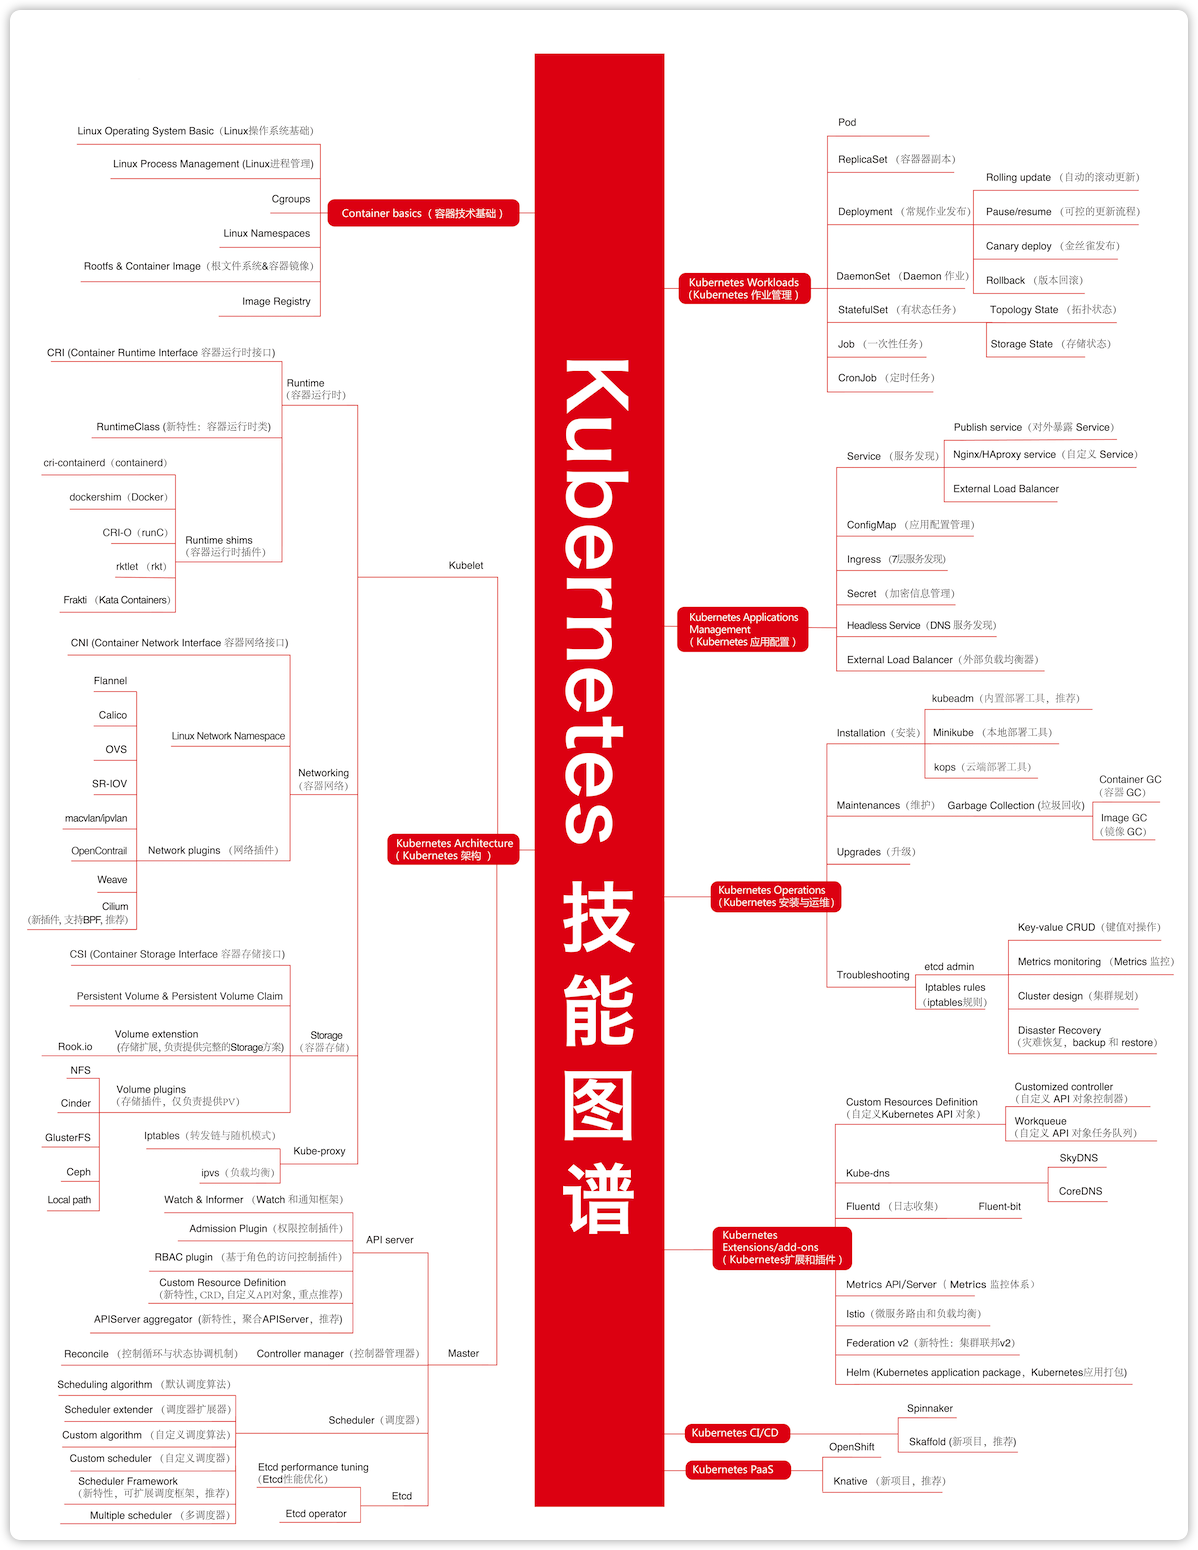 Kubernetes 技能图谱
Linux Operating System Basic（Linux操作系统基础）
Linux Process Management (Linux进程管理)
Cgroups
Linux Namespaces
Rootfs & Container Image（根文件系统&容器镜像）
Image Registry
Container basics（容器技术基础）
CRI (Container Runtime Interface 容器运行时接口)
Runtime
（容器运行时）
RuntimeClass (新特性：容器运行时类)
cri-containerd（containerd）
dockershim（Docker）
CRI-O（runC）
rktlet （rkt）
Frakti （Kata Containers）
Runtime shims
（容器运行时插件）
Kubelet
CNI (Container Network Interface 容器网络接口)
Flannel
Calico
OVS
SR-IOV
macvlan/ipvlan
OpenContrail
Weave
Cilium
（新插件, 支持BPF, 推荐）
Linux Network Namespace
Networking
（容器网络）
Network plugins （网络插件）
Kubernetes Architecture
（ Kubernetes 架构 ）
CSI (Container Storage Interface 容器存储接口)
Persistent Volume & Persistent Volume Claim
Volume extenstion
（存储扩展, 负责提供完整的Storage方案）
Rook.io
Storage
（容器存储）
NFS
Cinder
GlusterFS
Ceph
Local path
Volume plugins
（存储插件，仅负责提供PV）
Iptables（转发链与随机模式）
ipvs（负载均衡）
Kube-proxy
Watch & Informer （Watch 和通知框架）
Admission Plugin（权限控制插件）
RBAC plugin （基于角色的访问控制插件）
Custom Resource Definition
（新特性, CRD, 自定义API对象, 重点推荐）
APIServer aggregator（新特性，聚合APIServer，推荐）
API server
Reconcile （控制循环与状态协调机制）
Controller manager（控制器管理器）
Master
Scheduling algorithm （默认调度算法）
Scheduler extender （调度器扩展器）
Custom algorithm （自定义调度算法）
Custom scheduler （自定义调度器）
Scheduler Framework
（新特性，可扩展调度框架，推荐）
Multiple scheduler （多调度器）
Scheduler（调度器）
Etcd performance tuning
（Etcd性能优化）
Etcd operator
Etcd
Pod
ReplicaSet （容器器副本）
Deployment （常规作业发布）
Rolling update （自动的滚动更新）
Pause/resume （可控的更新流程）
Canary deploy （金丝雀发布）
Rollback （版本回滚）
DaemonSet （Daemon 作业）
StatefulSet （有状态任务）
Topology State （拓扑状态）
Storage State （存储状态）
Job （一次性任务）
CronJob （定时任务）
Kubernetes Workloads
（Kubernetes 作业管理）
Service （服务发现）
Publish service（对外暴露 Service）
Nginx/HAproxy service（自定义 Service）
External Load Balancer
ConfigMap （应用配置管理）
Ingress （7层服务发现）
Secret （加密信息管理）
Headless Service（DNS 服务发现）
External Load Balancer（外部负载均衡器）
Kubernetes Applications
Management
（ Kubernetes 应用配置 ）
Installation（安装）
kubeadm（内置部署工具，推荐）
Minikube （本地部署工具）
kops（云端部署工具）
Maintenances（维护）
Garbage Collection (垃圾回收)
Container GC
（容器 GC）
Image GC
（镜像 GC）
Upgrades（升级）
Kubernetes Operations
（Kubernetes 安装与运维）
Troubleshooting
etcd admin
Iptables rules
（iptables规则）
Key-value CRUD（键值对操作）
Metrics monitoring （Metrics 监控）
Cluster design（集群规划）
Disaster Recovery
（灾难恢复，backup 和 restore）
Custom Resources Definition
（自定义Kubernetes API 对象）
Customized controller
（自定义 API 对象控制器）
Workqueue
（自定义 API 对象任务队列）
Kube-dns
SkyDNS
CoreDNS
Fluentd （日志收集）
Fluent-bit
Kubernetes
Extensions/add-ons
（ Kubernetes扩展和插件 ）
Metrics API/Server（ Metrics 监控体系）
Istio（微服务路由和负载均衡）
Federation v2（新特性：集群联邦v2）
Helm (Kubernetes application package，Kubernetes应用打包)
Kubernetes CI/CD
Spinnaker
Skaffold (新项目，推荐)
Kubernetes PaaS
OpenShift
Knative （新项目，推荐）